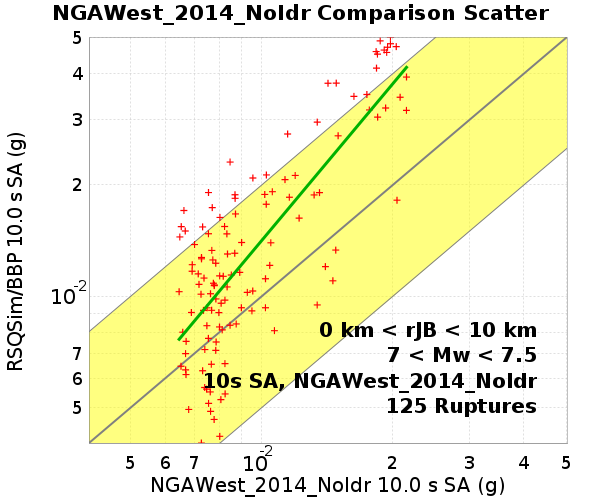 NGAWest_2014_NoIdr Comparison Scatter
RSQSim/BBP 10.0 s SA (g)
5
4
3
2
10^-2
7
6
5
0 km < rJB < 10 km
7 < Mw < 7.5
10s SA, NGAWest_2014_NoIdr
125 Ruptures
5 6 7 10^-2 2 3 4 5
NGAWest_2014_NoIdr 10.0 s SA (g)